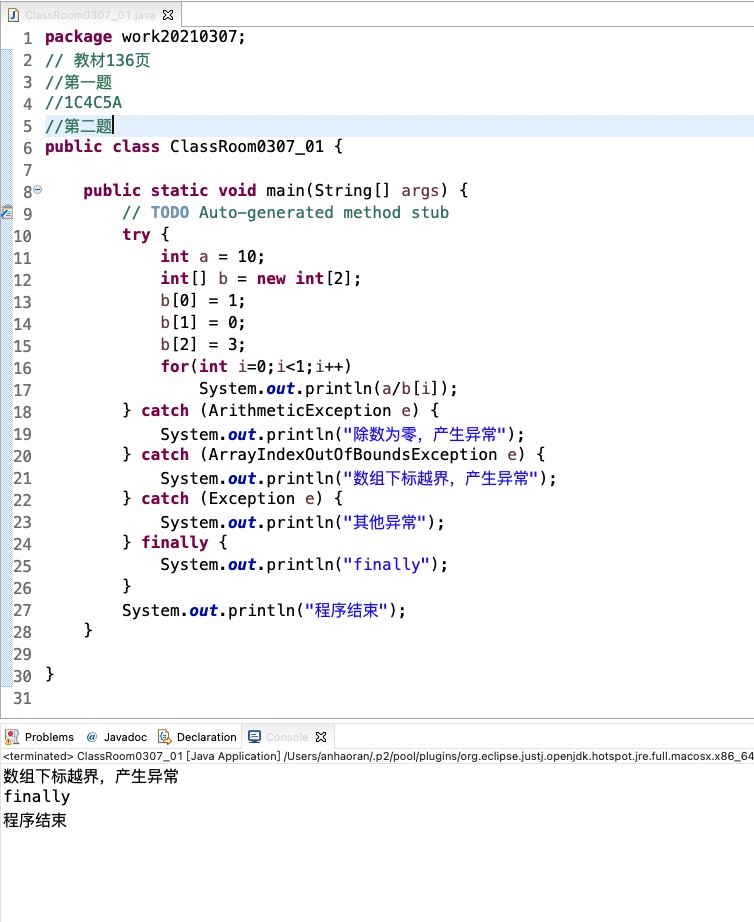 ClassRoom0307_01.java
1 package work20210307;
2 // 教材136页
3 //第一题
4 //1C4C5A
5 //第二题
6 public class ClassRoom0307_01 {
7
8 public static void main(String[] args) {
9 // TODO Auto-generated method stub
10 try {
11 int a = 10;
12 int[] b = new int[2];
13 b[0] = 1;
14 b[1] = 0;
15 b[2] = 3;
16 for(int i=0;i<1;i++)
17 System.out.println(a/b[i]);
18 } catch (ArithmeticException e) {
19 System.out.println("除数为零，产生异常");
20 } catch (ArrayIndexOutOfBoundsException e) {
21 System.out.println("数组下标越界，产生异常");
22 } catch (Exception e) {
23 System.out.println("其他异常");
24 } finally {
25 System.out.println("finally");
26 }
27 System.out.println("程序结束");
28 }
29
30 }
31
Problems @ Javadoc Declaration Console
<terminated> ClassRoom0307_01 [Java Application] /Users/anhaoran/.p2/pool/plugins/org.eclipse.justj.openjdk.hotspot.jre.full.macosx.x86_64
数组下标越界，产生异常
finally
程序结束